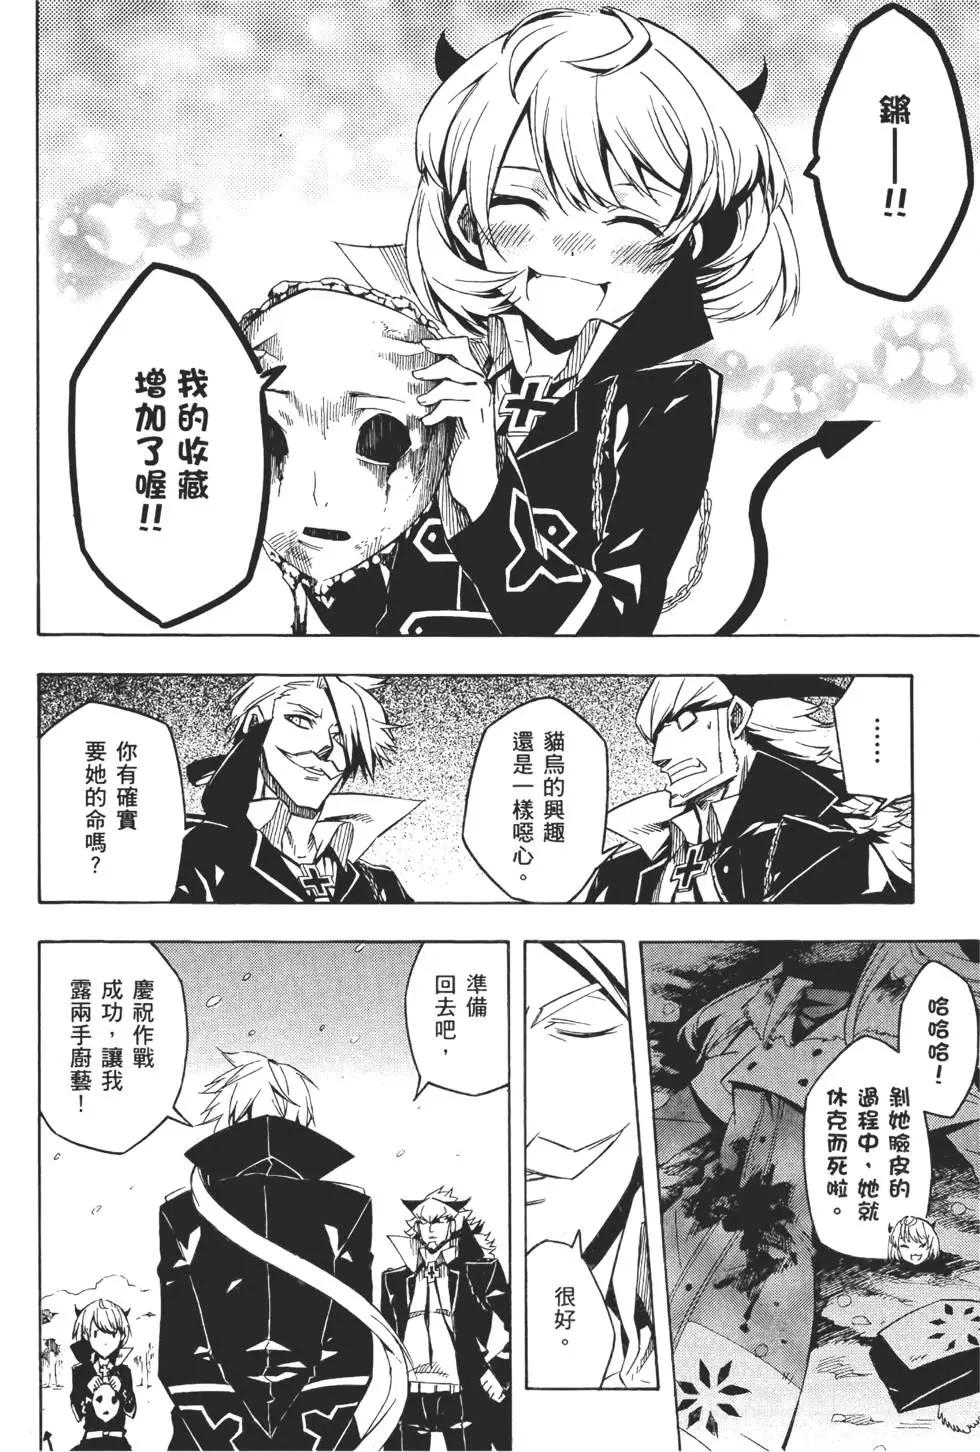 鏘——!!
我的收藏
增加了喔!!
……
貓烏的興趣
還是一樣噁心。
你有確實
要她的命嗎？
哈哈哈！
剝她臉皮的
過程中，她就
休克而死啦。
很好。
準備
回去吧，
慶祝作戰
成功，讓我
露兩手廚藝！